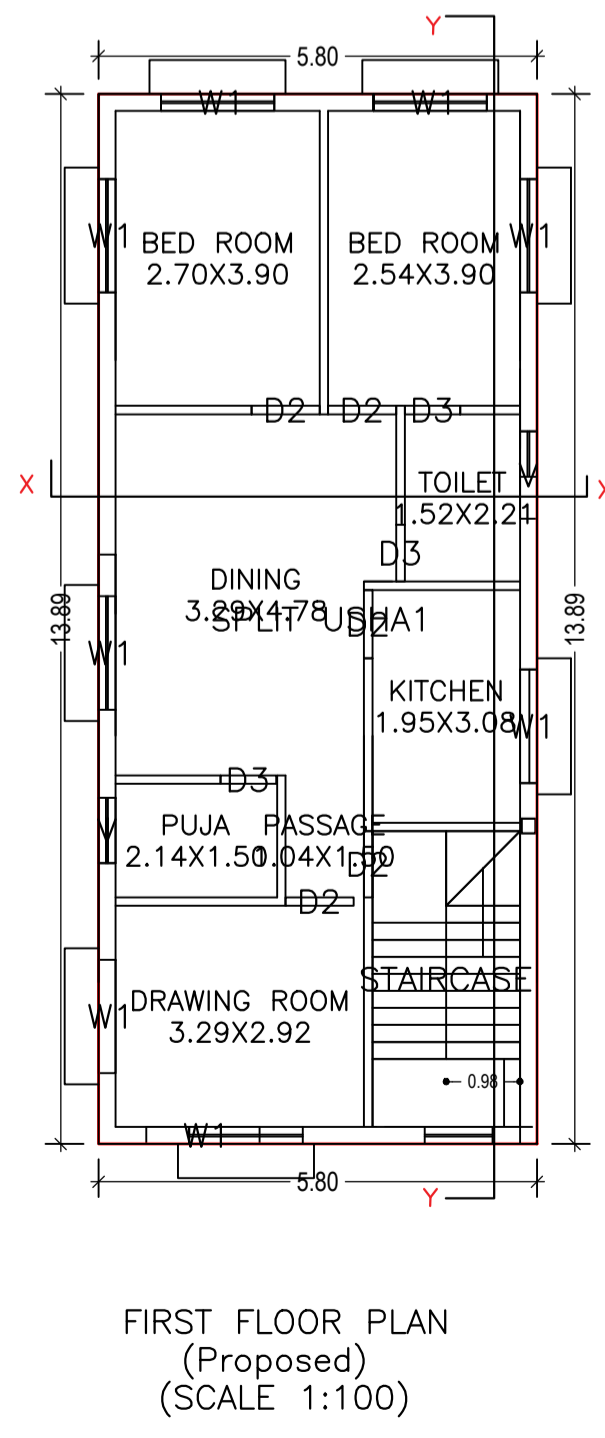 Y
5.80
W1 W1
W1 BED ROOM BED ROOM W1
2.70X3.90 2.54X3.90
D2 D2 D3
X TOILET X
1.52X2.21
D3
DINING
3.29X4.78
SPLIT USHA1 D2
13.89 13.89
W1
KITCHEN
1.95X3.08 W1
D3
PUJA PASSAGE
2.14X1.50 1.04X1.50
D2
D2
STAIRCASE
W1 DRAWING ROOM
3.29X2.92
0.98
W1
5.80
Y
FIRST FLOOR PLAN
(Proposed)
(SCALE 1:100)